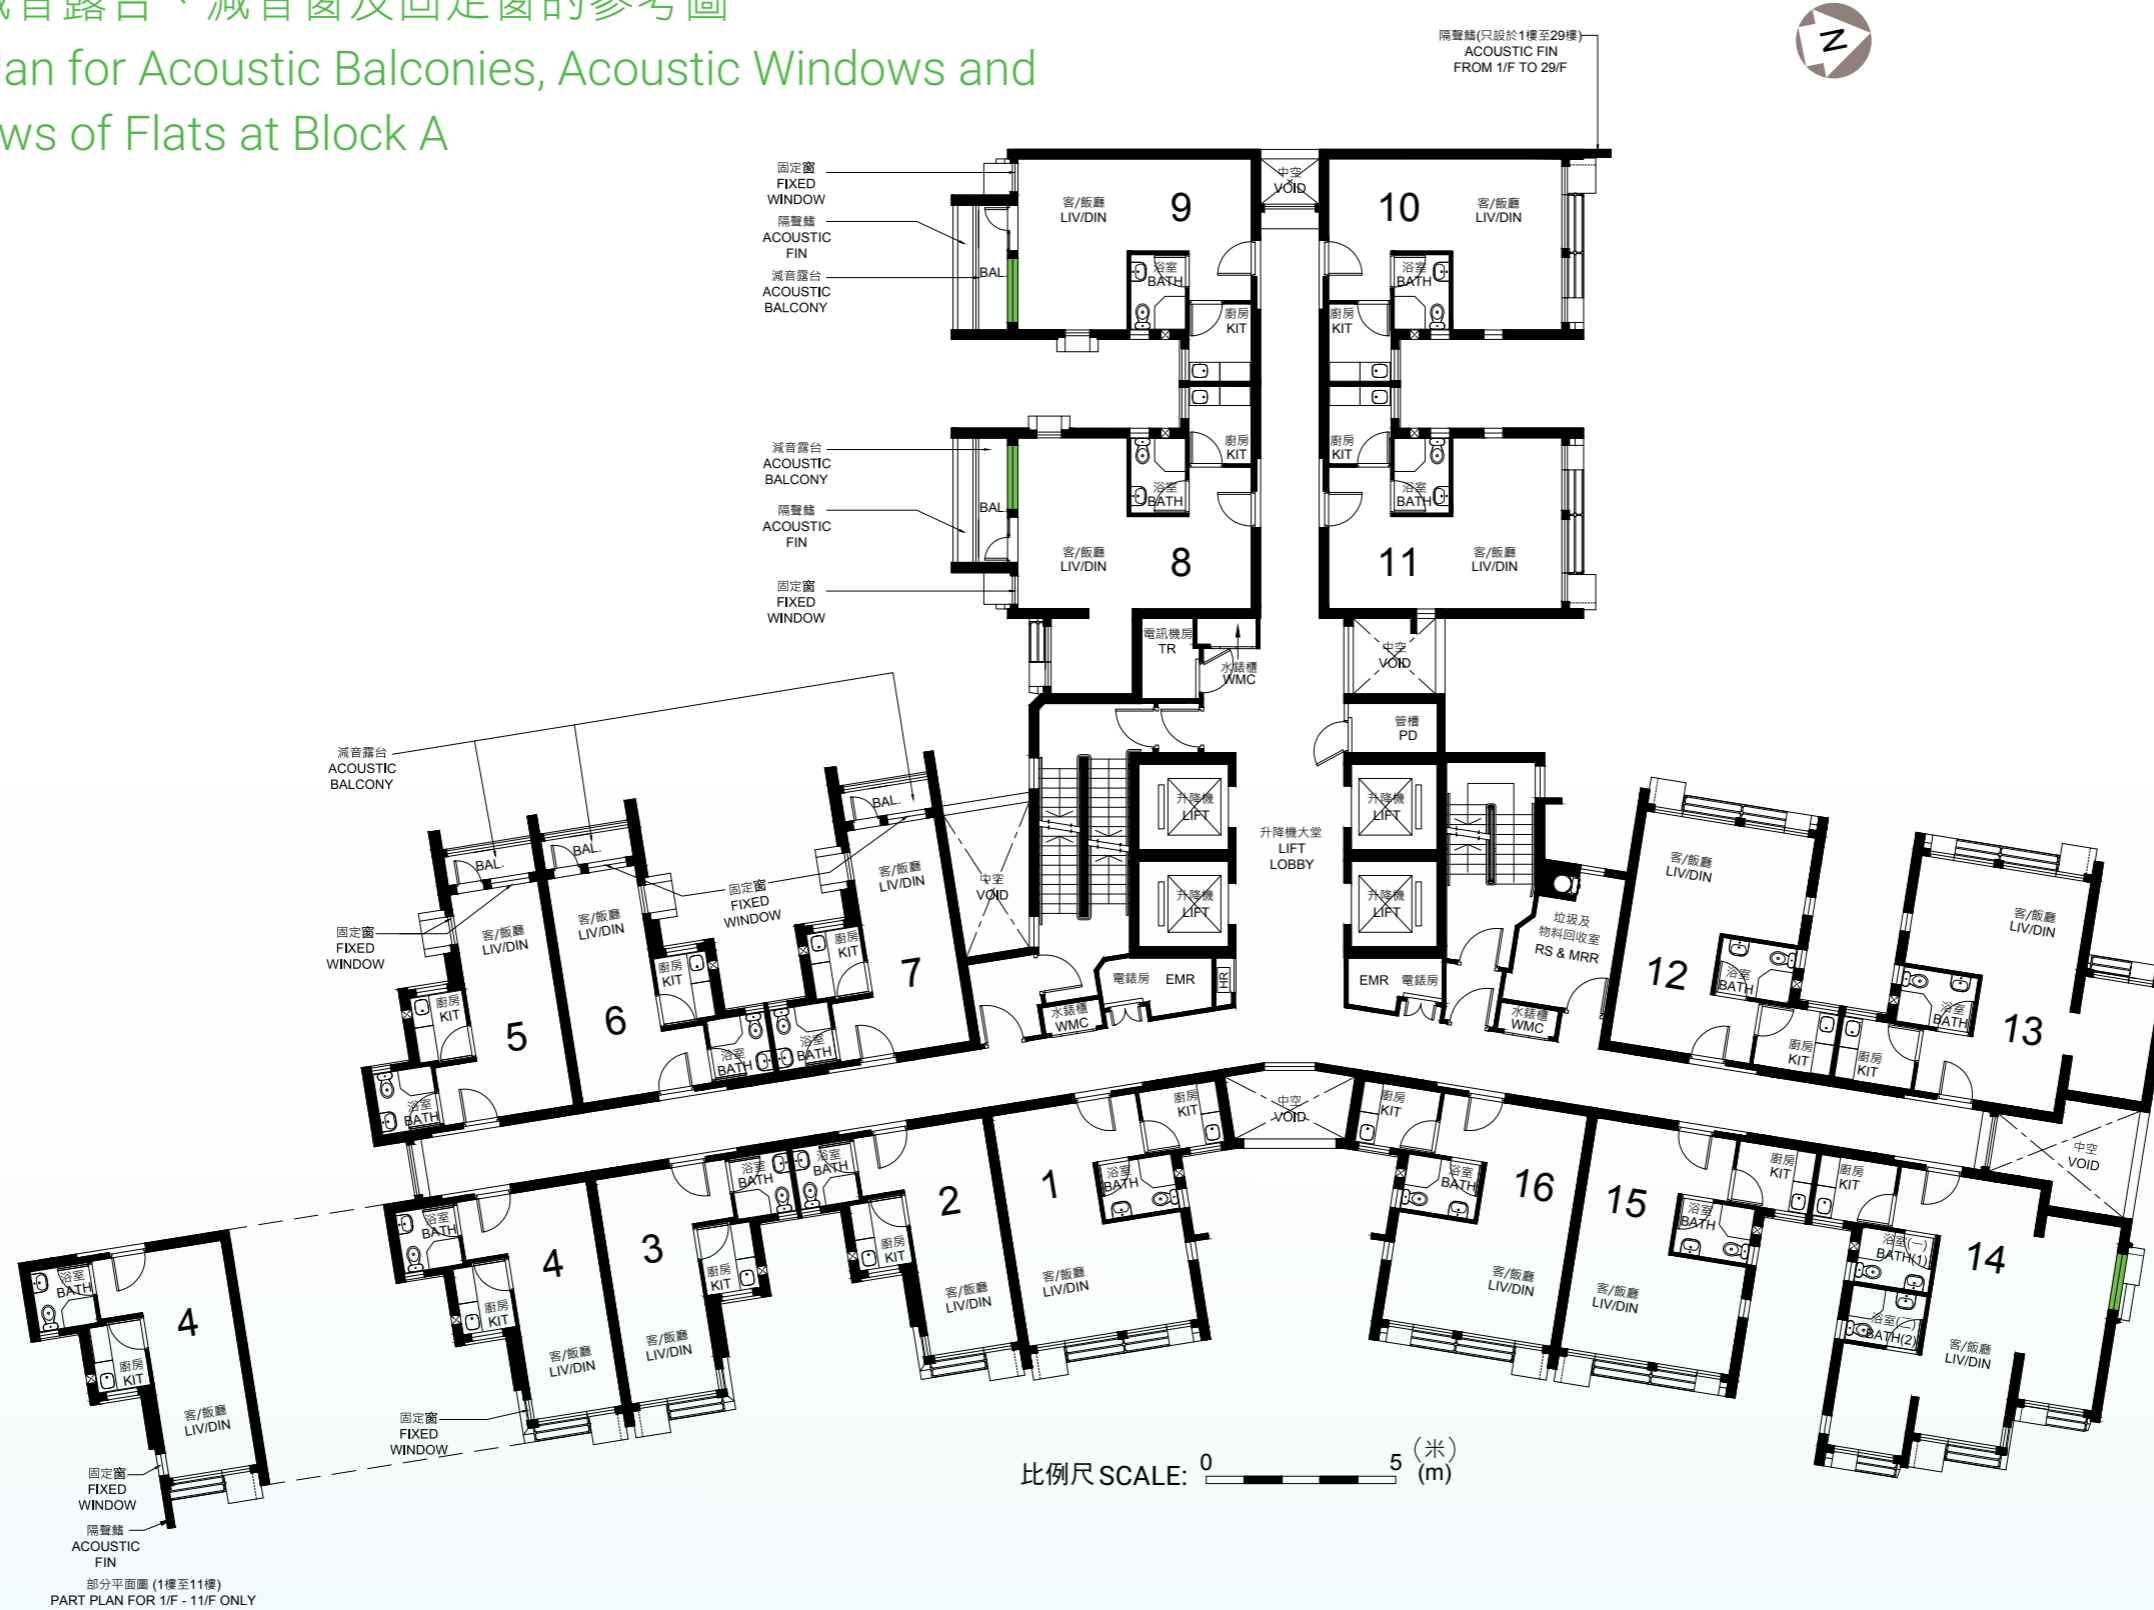 減音露台、減音窗及固定窗的參考圖
lan for Acoustic Balconies, Acoustic Windows and
ws of Flats at Block A
隔聲鰭(只設於1樓至29樓)
ACOUSTIC FIN
FROM 1/F TO 29/F
N
固定窗
FIXED
WINDOW
隔聲鰭
ACOUSTIC
FIN
減音露台
ACOUSTIC
BALCONY
BAL.
客/飯廳
LIV/DIN
9
浴室
BATH
廚房
KIT
中空
VOID
10
客/飯廳
LIV/DIN
浴室
BATH
廚房
KIT
減音露台
ACOUSTIC
BALCONY
隔聲鰭
ACOUSTIC
FIN
固定窗
FIXED
WINDOW
BAL.
廚房
KIT
浴室
BATH
客/飯廳
LIV/DIN
8
廚房
KIT
浴室
BATH
11
客/飯廳
LIV/DIN
電訊機房
TR
水錶櫃
WMC
中空
VOID
管槽
PD
減音露台
ACOUSTIC
BALCONY
BAL.
BAL.
BAL.
固定窗
FIXED
WINDOW
固定窗
FIXED
WINDOW
客/飯廳
LIV/DIN
廚房
KIT
5
浴室
BATH
客/飯廳
LIV/DIN
廚房
KIT
6
浴室
BATH
客/飯廳
LIV/DIN
廚房
KIT
7
浴室
BATH
中空
VOID
升降機
LIFT
升降機
LIFT
升降機大堂
LIFT
LOBBY
升降機
LIFT
升降機
LIFT
電錶房
EMR
HR
水錶櫃
WMC
EMR
電錶房
垃圾及
物料回收室
RS & MRR
水錶櫃
WMC
客/飯廳
LIV/DIN
12
浴室
BATH
廚房
KIT
客/飯廳
LIV/DIN
浴室
BATH
13
廚房
KIT
中空
VOID
浴室
BATH
4
廚房
KIT
客/飯廳
LIV/DIN
固定窗
FIXED
WINDOW
隔聲鰭
ACOUSTIC
FIN
部分平面圖 (1樓至11樓)
PART PLAN FOR 1/F - 11/F ONLY
浴室
BATH
4
廚房
KIT
客/飯廳
LIV/DIN
固定窗
FIXED
WINDOW
浴室
BATH
3
廚房
KIT
客/飯廳
LIV/DIN
浴室
BATH
2
廚房
KIT
客/飯廳
LIV/DIN
廚房
KIT
1
浴室
BATH
客/飯廳
LIV/DIN
中空
VOID
廚房
KIT
浴室
BATH
16
客/飯廳
LIV/DIN
15
廚房
KIT
浴室
BATH
客/飯廳
LIV/DIN
廚房
KIT
浴室(一)
BATH(1)
14
浴室(二)
BATH(2)
客/飯廳
LIV/DIN
比例尺 SCALE: 0 5 (米)
(m)